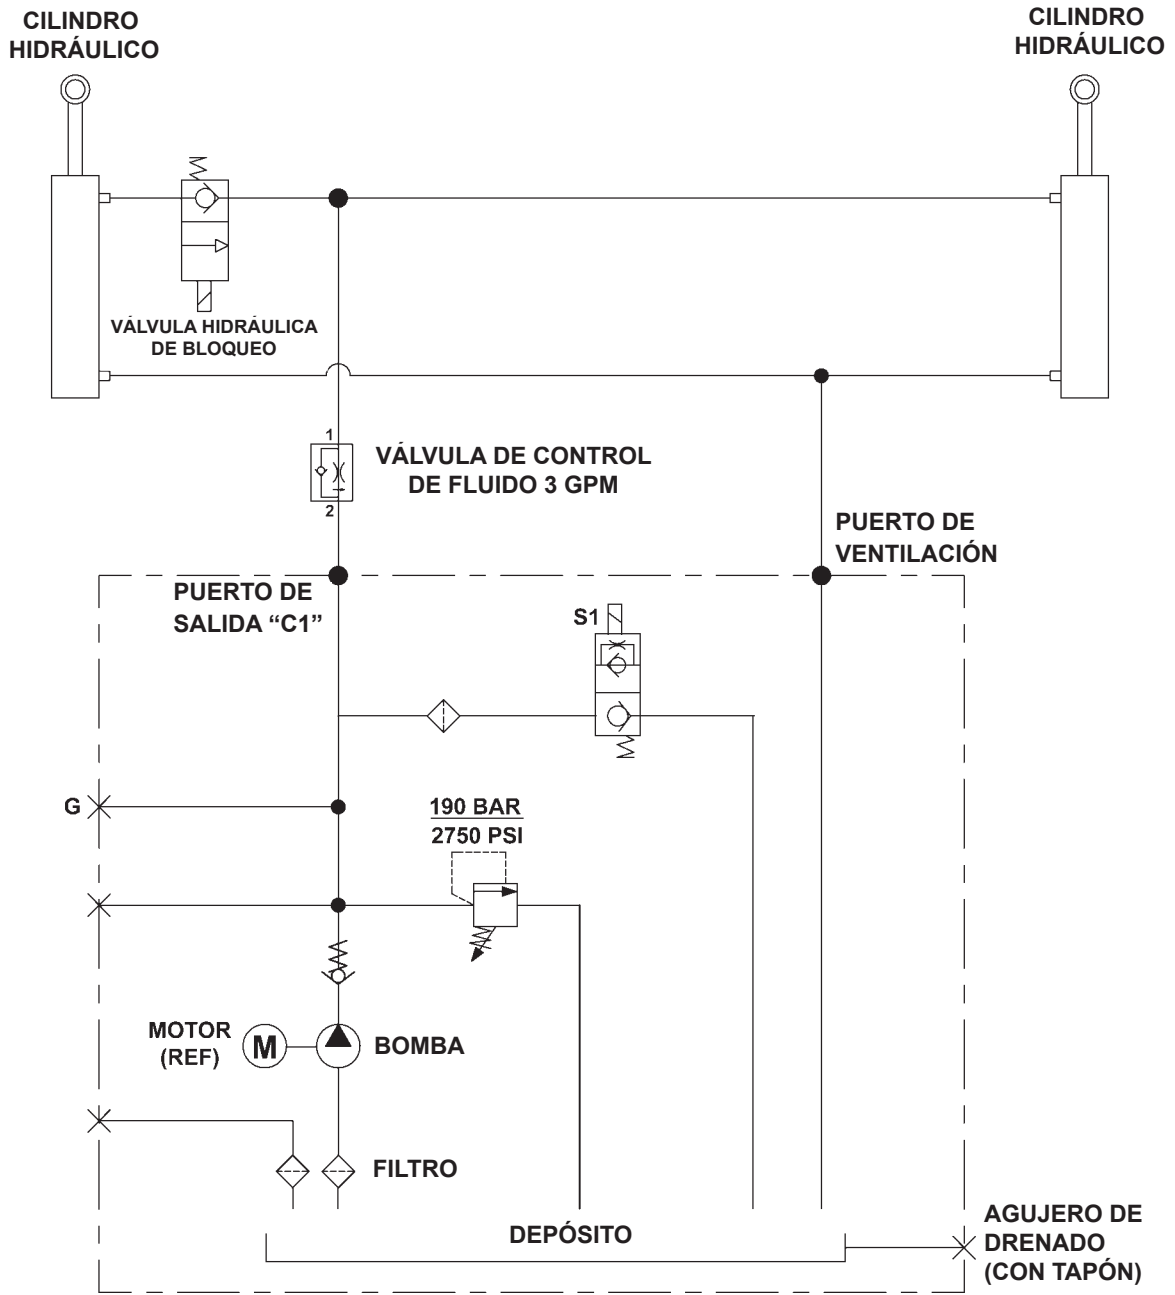 CILINDRO
HIDRÁULICO
CILINDRO
HIDRÁULICO
VÁLVULA HIDRÁULICA
DE BLOQUEO
1
VÁLVULA DE CONTROL
DE FLUIDO 3 GPM
2
PUERTO DE
VENTILACIÓN
PUERTO DE
SALIDA “C1”
S1
G
190 BAR
2750 PSI
MOTOR
(REF)
M
BOMBA
FILTRO
DEPÓSITO
AGUJERO DE
DRENADO
(CON TAPÓN)